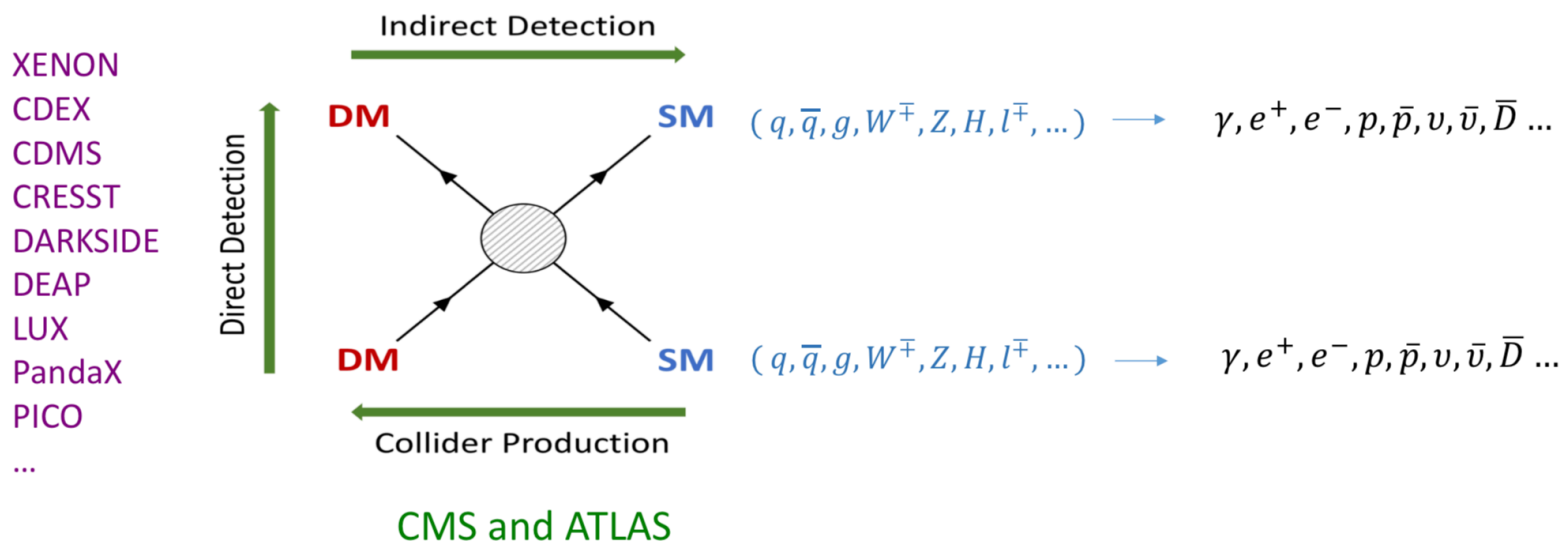 Indirect Detection
XENON
CDEX
CDMS
CRESST
DARKSIDE
DEAP
LUX
PandaX
PICO
...
Direct Detection
DM SM (q, q̅, g, W^∓, Z, H, l^∓, ...) → γ, e⁺, e⁻, p, p̄, υ, ῡ, D̅ ...
DM SM (q, q̅, g, W^∓, Z, H, l^∓, ...) → γ, e⁺, e⁻, p, p̄, υ, ῡ, D̅ ...
Collider Production
CMS and ATLAS